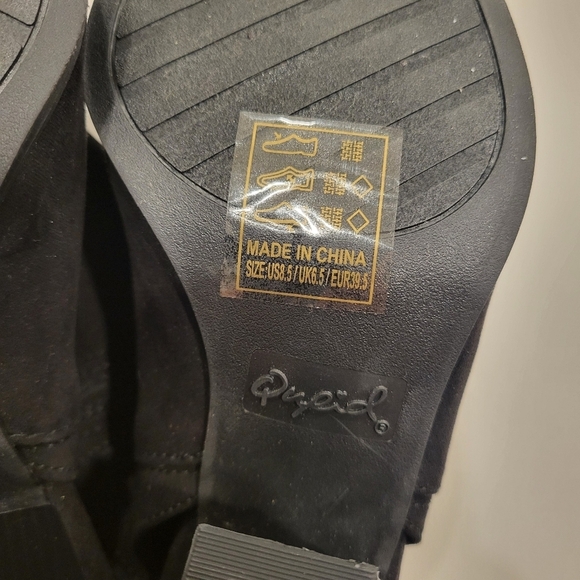 MADE IN CHINA
SIZE:US8.5 / UK6.5 / EUR39.5
Qupid®